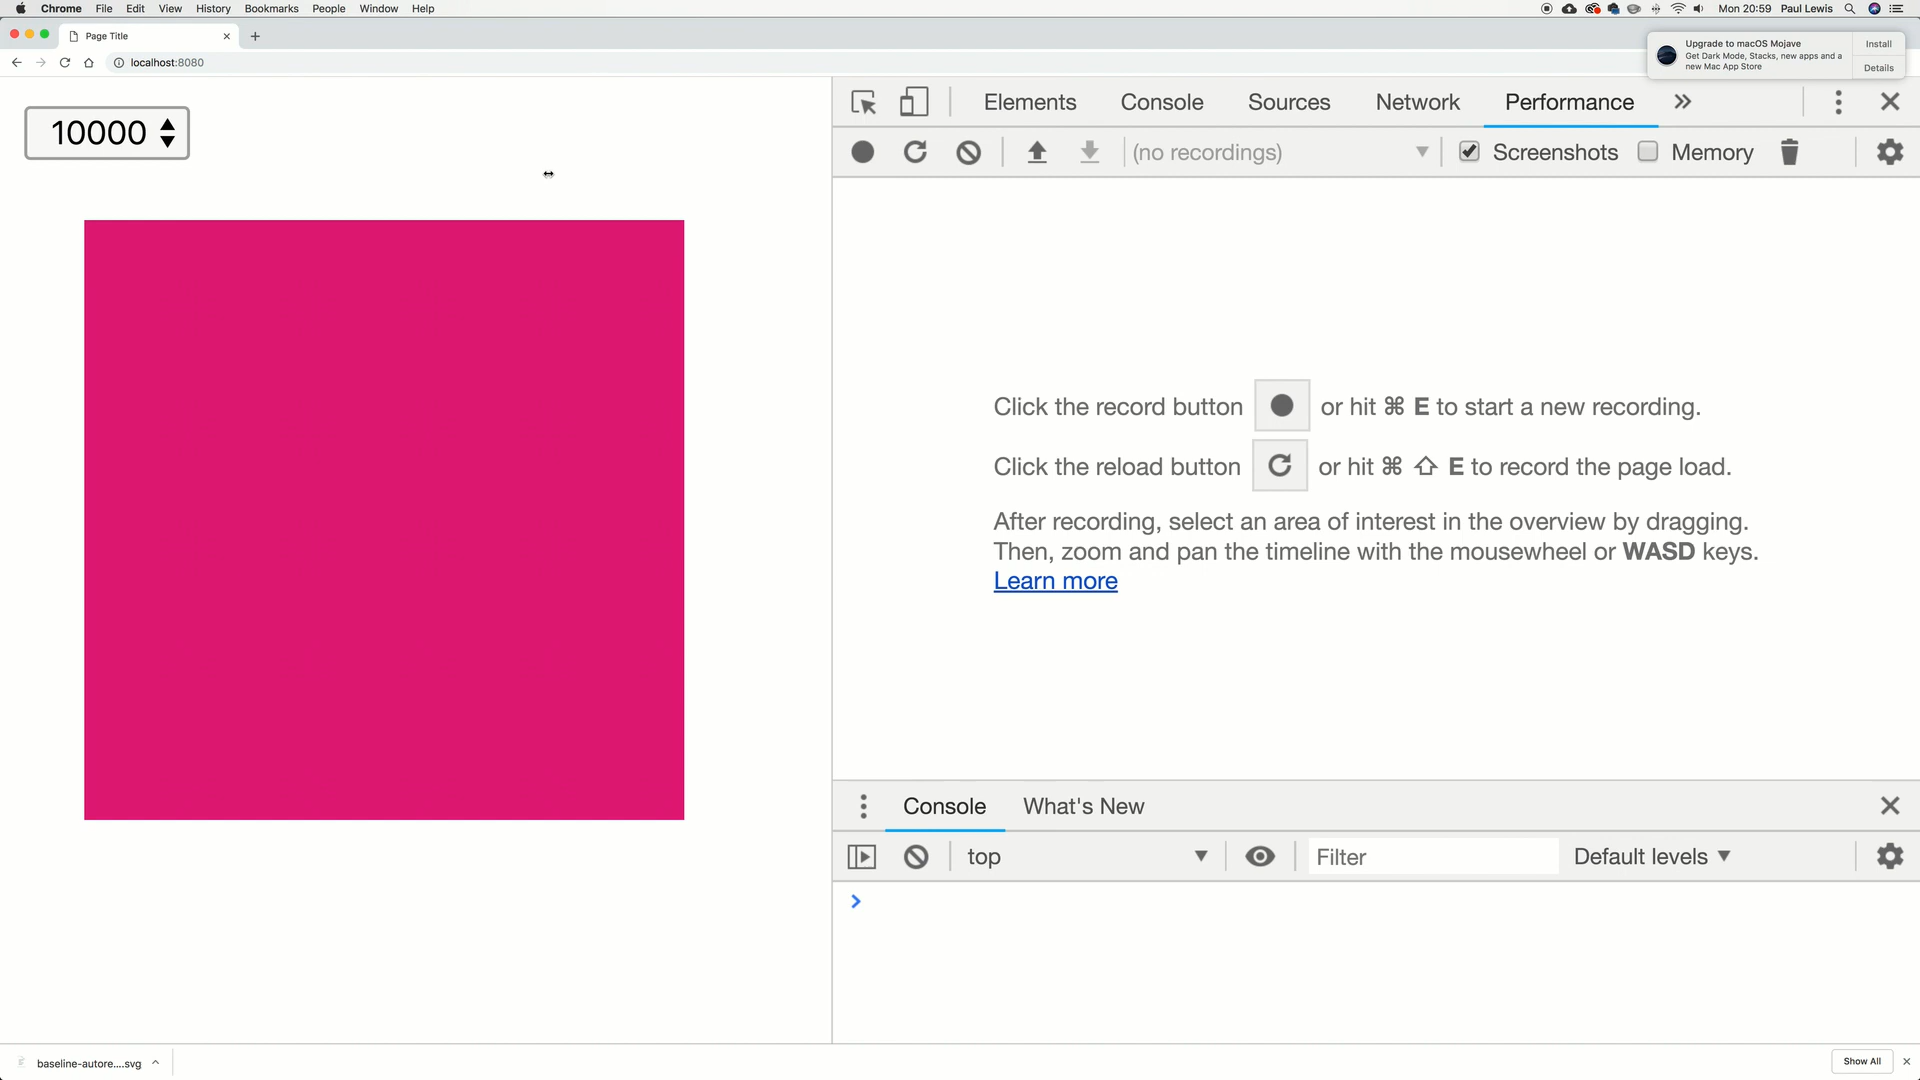 Chrome File Edit View History Bookmarks People Window Help
Mon 20:59 Paul Lewis
Page Title
localhost:8080
Upgrade to macOS Mojave
Get Dark Mode, Stacks, new apps and a
new Mac App Store
Install
Details
10000
Elements Console Sources Network Performance
(no recordings) Screenshots Memory
Click the record button or hit ⌘ E to start a new recording.
Click the reload button or hit ⌘ ⇧ E to record the page load.
After recording, select an area of interest in the overview by dragging.
Then, zoom and pan the timeline with the mousewheel or WASD keys.
Learn more
Console What's New
top Filter Default levels
baseline-autore....svg
Show All